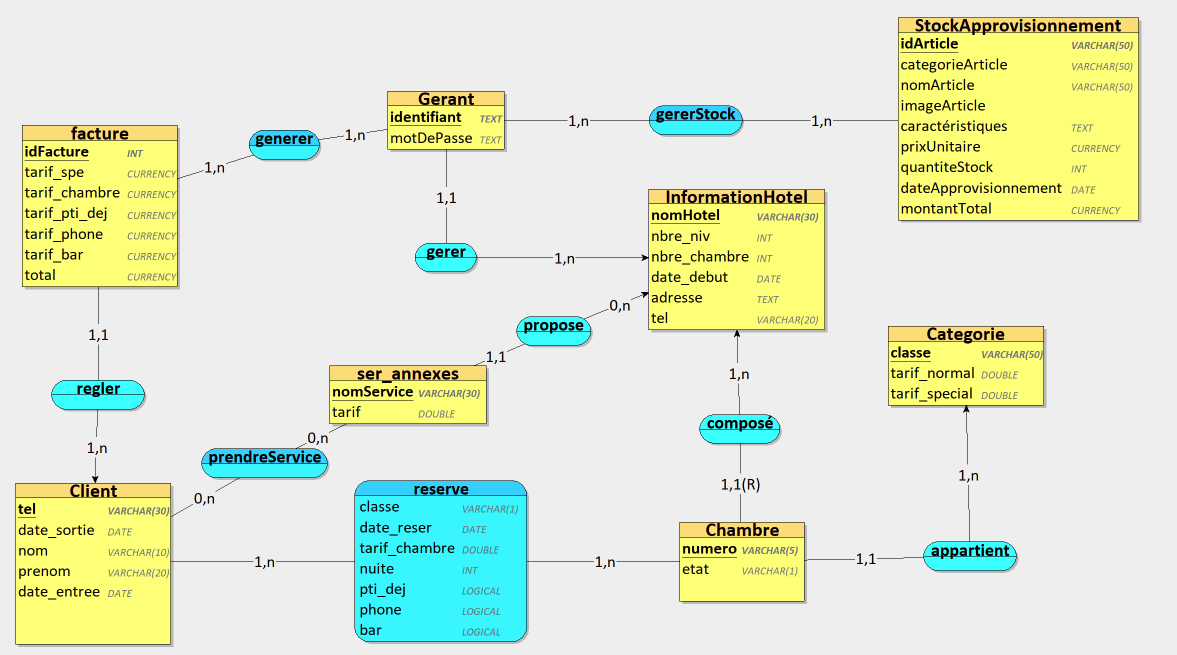 StockApprovisionnement
idArticle VARCHAR(50)
categorieArticle VARCHAR(50)
nomArticle VARCHAR(50)
imageArticle
caractéristiques TEXT
prixUnitaire CURRENCY
quantiteStock INT
dateApprovisionnement DATE
montantTotal CURRENCY
Gerant
identifiant TEXT
motDePasse TEXT
1,n
gererStock
1,n
facture
idFacture INT
tarif_spe CURRENCY
tarif_chambre CURRENCY
tarif_pti_dej CURRENCY
tarif_phone CURRENCY
tarif_bar CURRENCY
total CURRENCY
1,n
generer
1,n
1,1
gerer
1,n
InformationHotel
nomHotel VARCHAR(30)
nbre_niv INT
nbre_chambre INT
date_debut DATE
adresse TEXT
tel VARCHAR(20)
0,n
propose
1,1
Categorie
classe VARCHAR(50)
tarif_normal DOUBLE
tarif_special DOUBLE
1,1
regler
1,n
ser_annexes
nomService VARCHAR(30)
tarif DOUBLE
0,n
prendreService
0,n
1,n
composé
1,1(R)
1,n
appartient
1,1
Client
tel VARCHAR(30)
date_sortie DATE
nom VARCHAR(10)
prenom VARCHAR(20)
date_entree DATE
1,n
reserve
classe VARCHAR(1)
date_reser DATE
tarif_chambre DOUBLE
nuite INT
pti_dej LOGICAL
phone LOGICAL
bar LOGICAL
1,n
Chambre
numero VARCHAR(5)
etat VARCHAR(1)